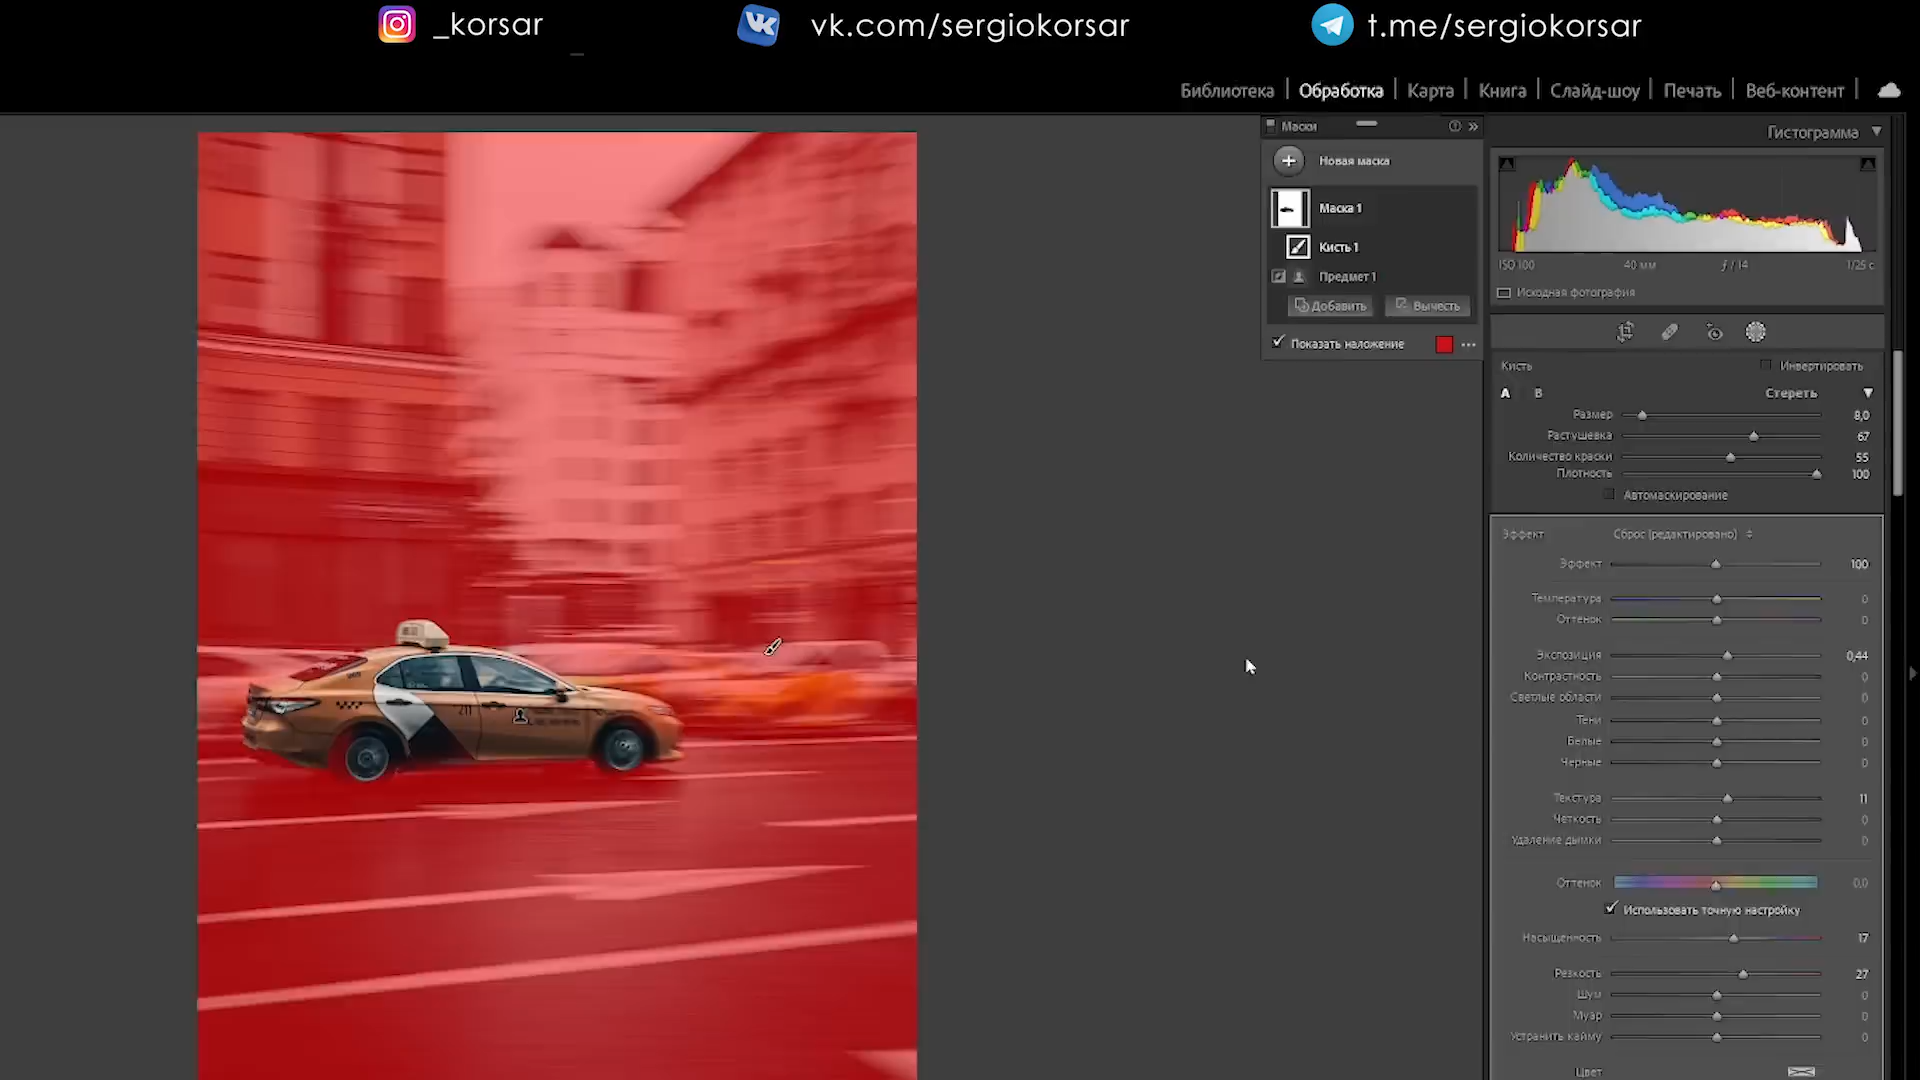 _korsar
vk.com/sergiokorsar
t.me/sergiokorsar
Библиотека | Обработка | Карта | Книга | Слайд-шоу | Печать | Веб-контент |
Маски
Новая маска
Маска 1
Кисть 1
Предмет 1
Добавить
Вычесть
Показать наложение
Гистограмма
ISO 100 40 мм ƒ / 14 1/25 с
Исходная фотография
Кисть
Инвертировать
A B Стереть
Размер 8,0
Растушевка 67
Количество краски 55
Плотность 100
Автомаскирование
Эффект Сброс (редактировано)
Эффект 100
Температура 0
Оттенок 0
Экспозиция 0,44
Контрастность 0
Светлые области 0
Тени 0
Белые 0
Черные 0
Текстура 11
Четкость 0
Удаление дымки 0
Оттенок 0,0
Использовать точную настройку
Насыщенность 17
Резкость 27
Шум 0
Муар 0
Устранить кайму 0
Цвет